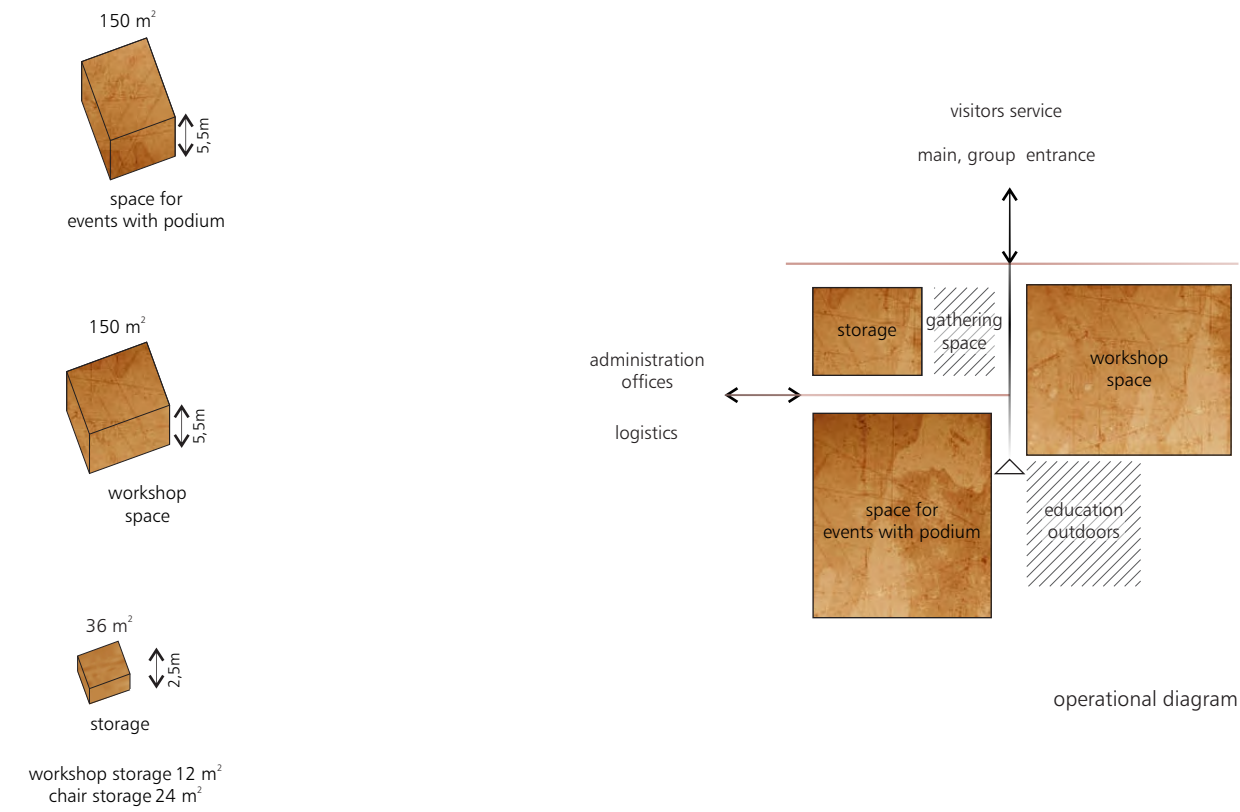 150 m²
5,5m
space for
events with podium
150 m²
5,5m
workshop
space
36 m²
2,5m
storage
workshop storage 12 m²
chair storage 24 m²
visitors service
main, group entrance
storage
gathering
space
workshop
space
administration
offices
logistics
space for
events with podium
education
outdoors
operational diagram